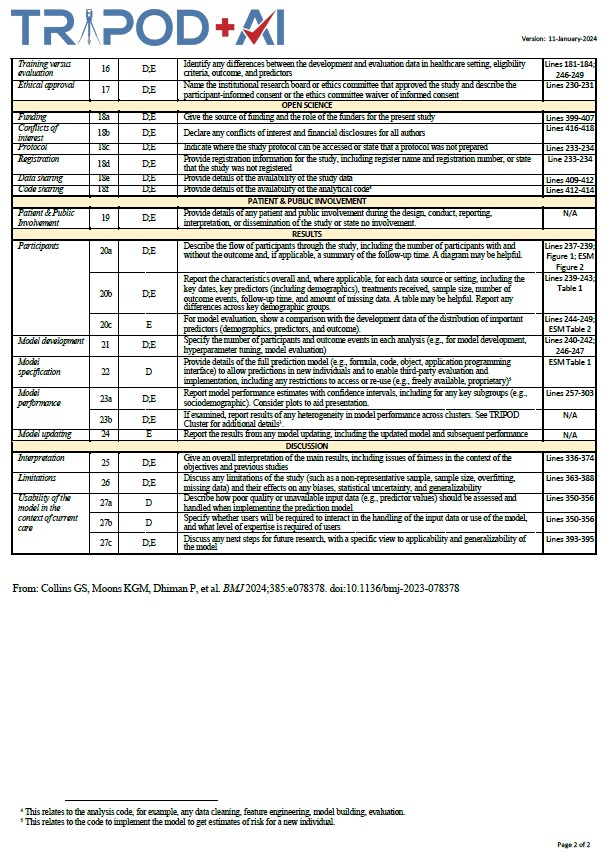 TRIPOD+AI
Version: 11-January-2024
Training versus evaluation 16 D;E Identify any differences between the development and evaluation data in healthcare setting, eligibility criteria, outcome, and predictors Lines 181-184; 246-249
Ethical approval 17 D;E Name the institutional research board or ethics committee that approved the study and describe the participant-informed consent or the ethics committee waiver of informed consent Lines 230-231
OPEN SCIENCE
Funding 18a D;E Give the source of funding and the role of the funders for the present study Lines 399-407
Conflicts of interest 18b D;E Declare any conflicts of interest and financial disclosures for all authors Lines 416-418
Protocol 18c D;E Indicate where the study protocol can be accessed or state that a protocol was not prepared Lines 233-234
Registration 18d D;E Provide registration information for the study, including register name and registration number, or state that the study was not registered Line 233-234
Data sharing 18e D;E Provide details of the availability of the study data Lines 409-412
Code sharing 18f D;E Provide details of the availability of the analytical code⁴ Lines 412-414
PATIENT & PUBLIC INVOLVEMENT
Patient & Public Involvement 19 D;E Provide details of any patient and public involvement during the design, conduct, reporting, interpretation, or dissemination of the study or state no involvement. N/A
RESULTS
Participants 20a D;E Describe the flow of participants through the study, including the number of participants with and without the outcome and, if applicable, a summary of the follow-up time. A diagram may be helpful. Lines 237-239; Figure 1; ESM Figure 2
20b D;E Report the characteristics overall and, where applicable, for each data source or setting, including the key dates, key predictors (including demographics), treatments received, sample size, number of outcome events, follow-up time, and amount of missing data. A table may be helpful. Report any differences across key demographic groups. Lines 239-243; Table 1
20c E For model evaluation, show a comparison with the development data of the distribution of important predictors (demographics, predictors, and outcome). Lines 244-249; ESM Table 2
Model development 21 D;E Specify the number of participants and outcome events in each analysis (e.g., for model development, hyperparameter tuning, model evaluation) Lines 240-242; 246-247
Model specification 22 D Provide details of the full prediction model (e.g., formula, code, object, application programming interface) to allow predictions in new individuals and to enable third-party evaluation and implementation, including any restrictions to access or re-use (e.g., freely available, proprietary)⁵ ESM Table 1
Model performance 23a D;E Report model performance estimates with confidence intervals, including for any key subgroups (e.g., sociodemographic). Consider plots to aid presentation. Lines 257-303
23b D;E If examined, report results of any heterogeneity in model performance across clusters. See TRIPOD Cluster for additional details³. N/A
Model updating 24 E Report the results from any model updating, including the updated model and subsequent performance N/A
DISCUSSION
Interpretation 25 D;E Give an overall interpretation of the main results, including issues of fairness in the context of the objectives and previous studies Lines 336-374
Limitations 26 D;E Discuss any limitations of the study (such as a non-representative sample, sample size, overfitting, missing data) and their effects on any biases, statistical uncertainty, and generalizability Lines 363-388
Usability of the model in the context of current care 27a D Describe how poor quality or unavailable input data (e.g., predictor values) should be assessed and handled when implementing the prediction model Lines 350-356
27b D Specify whether users will be required to interact in the handling of the input data or use of the model, and what level of expertise is required of users Lines 350-356
27c D;E Discuss any next steps for future research, with a specific view to applicability and generalizability of the model Lines 393-395
From: Collins GS, Moons KGM, Dhiman P, et al. BMJ 2024;385:e078378. doi:10.1136/bmj-2023-078378
⁴ This relates to the analysis code, for example, any data cleaning, feature engineering, model building, evaluation.
⁵ This relates to the code to implement the model to get estimates of risk for a new individual.
Page 2 of 2